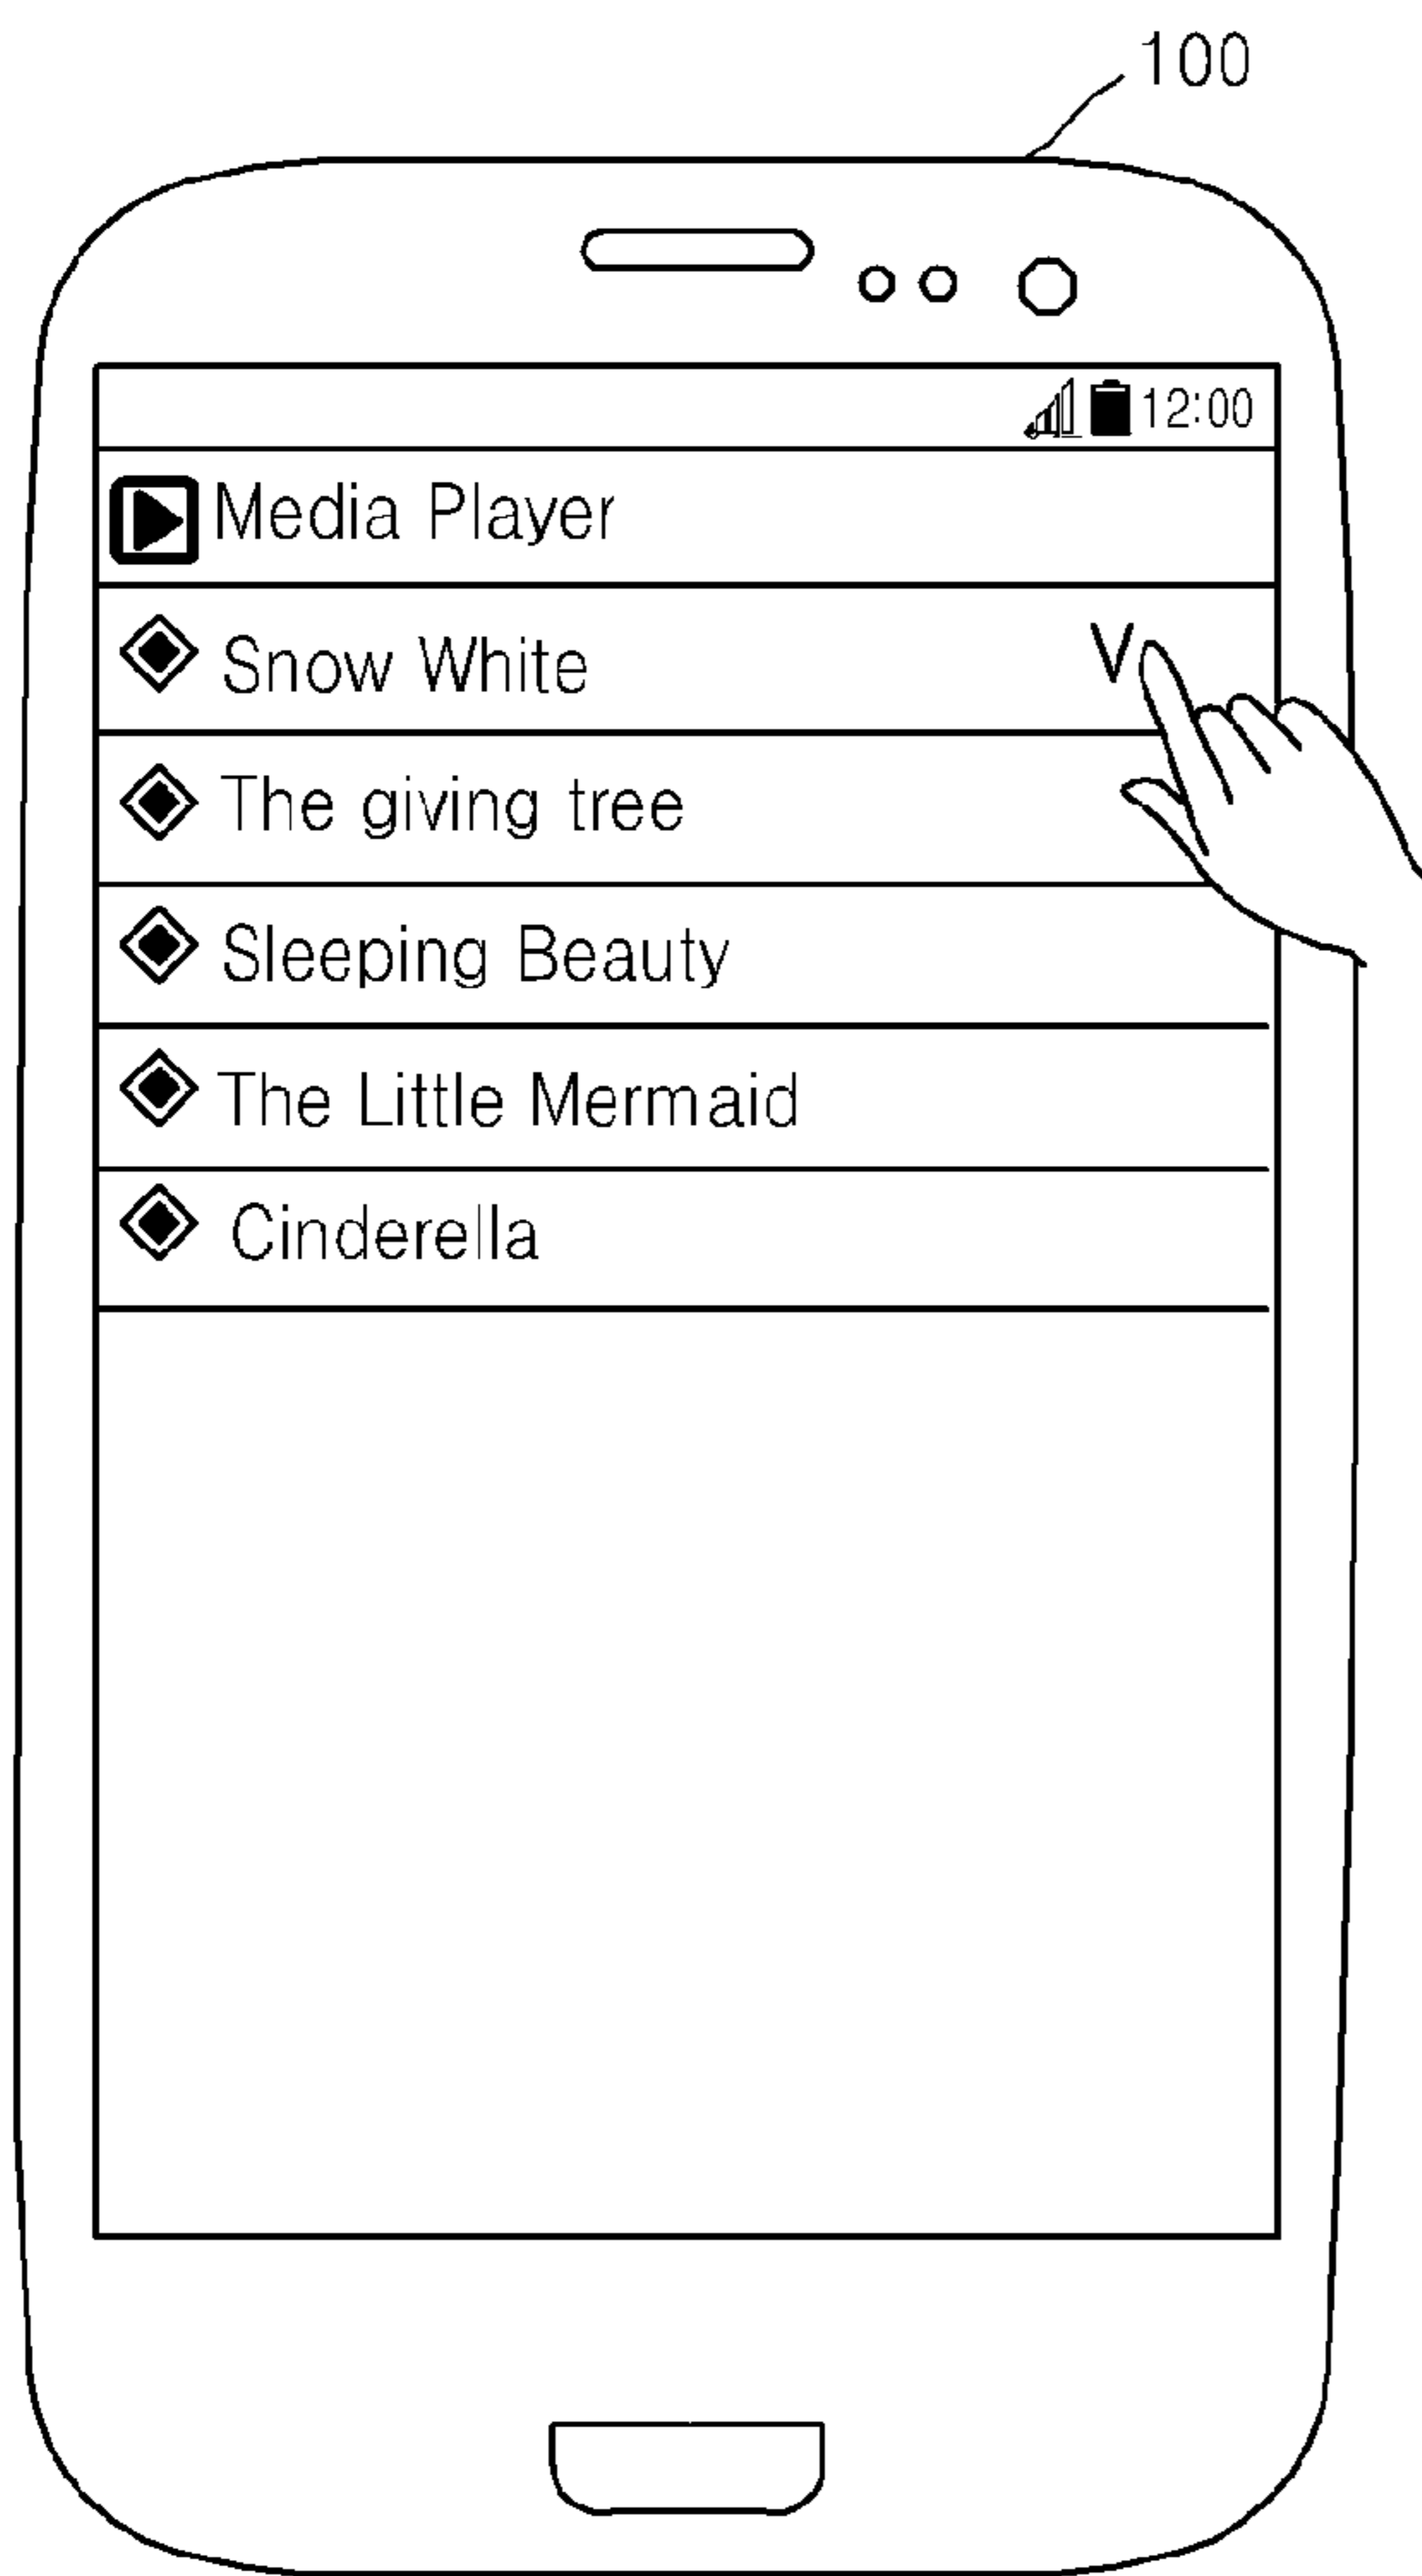 100
12:00
Media Player
Snow White V
The giving tree
Sleeping Beauty
The Little Mermaid
Cinderella